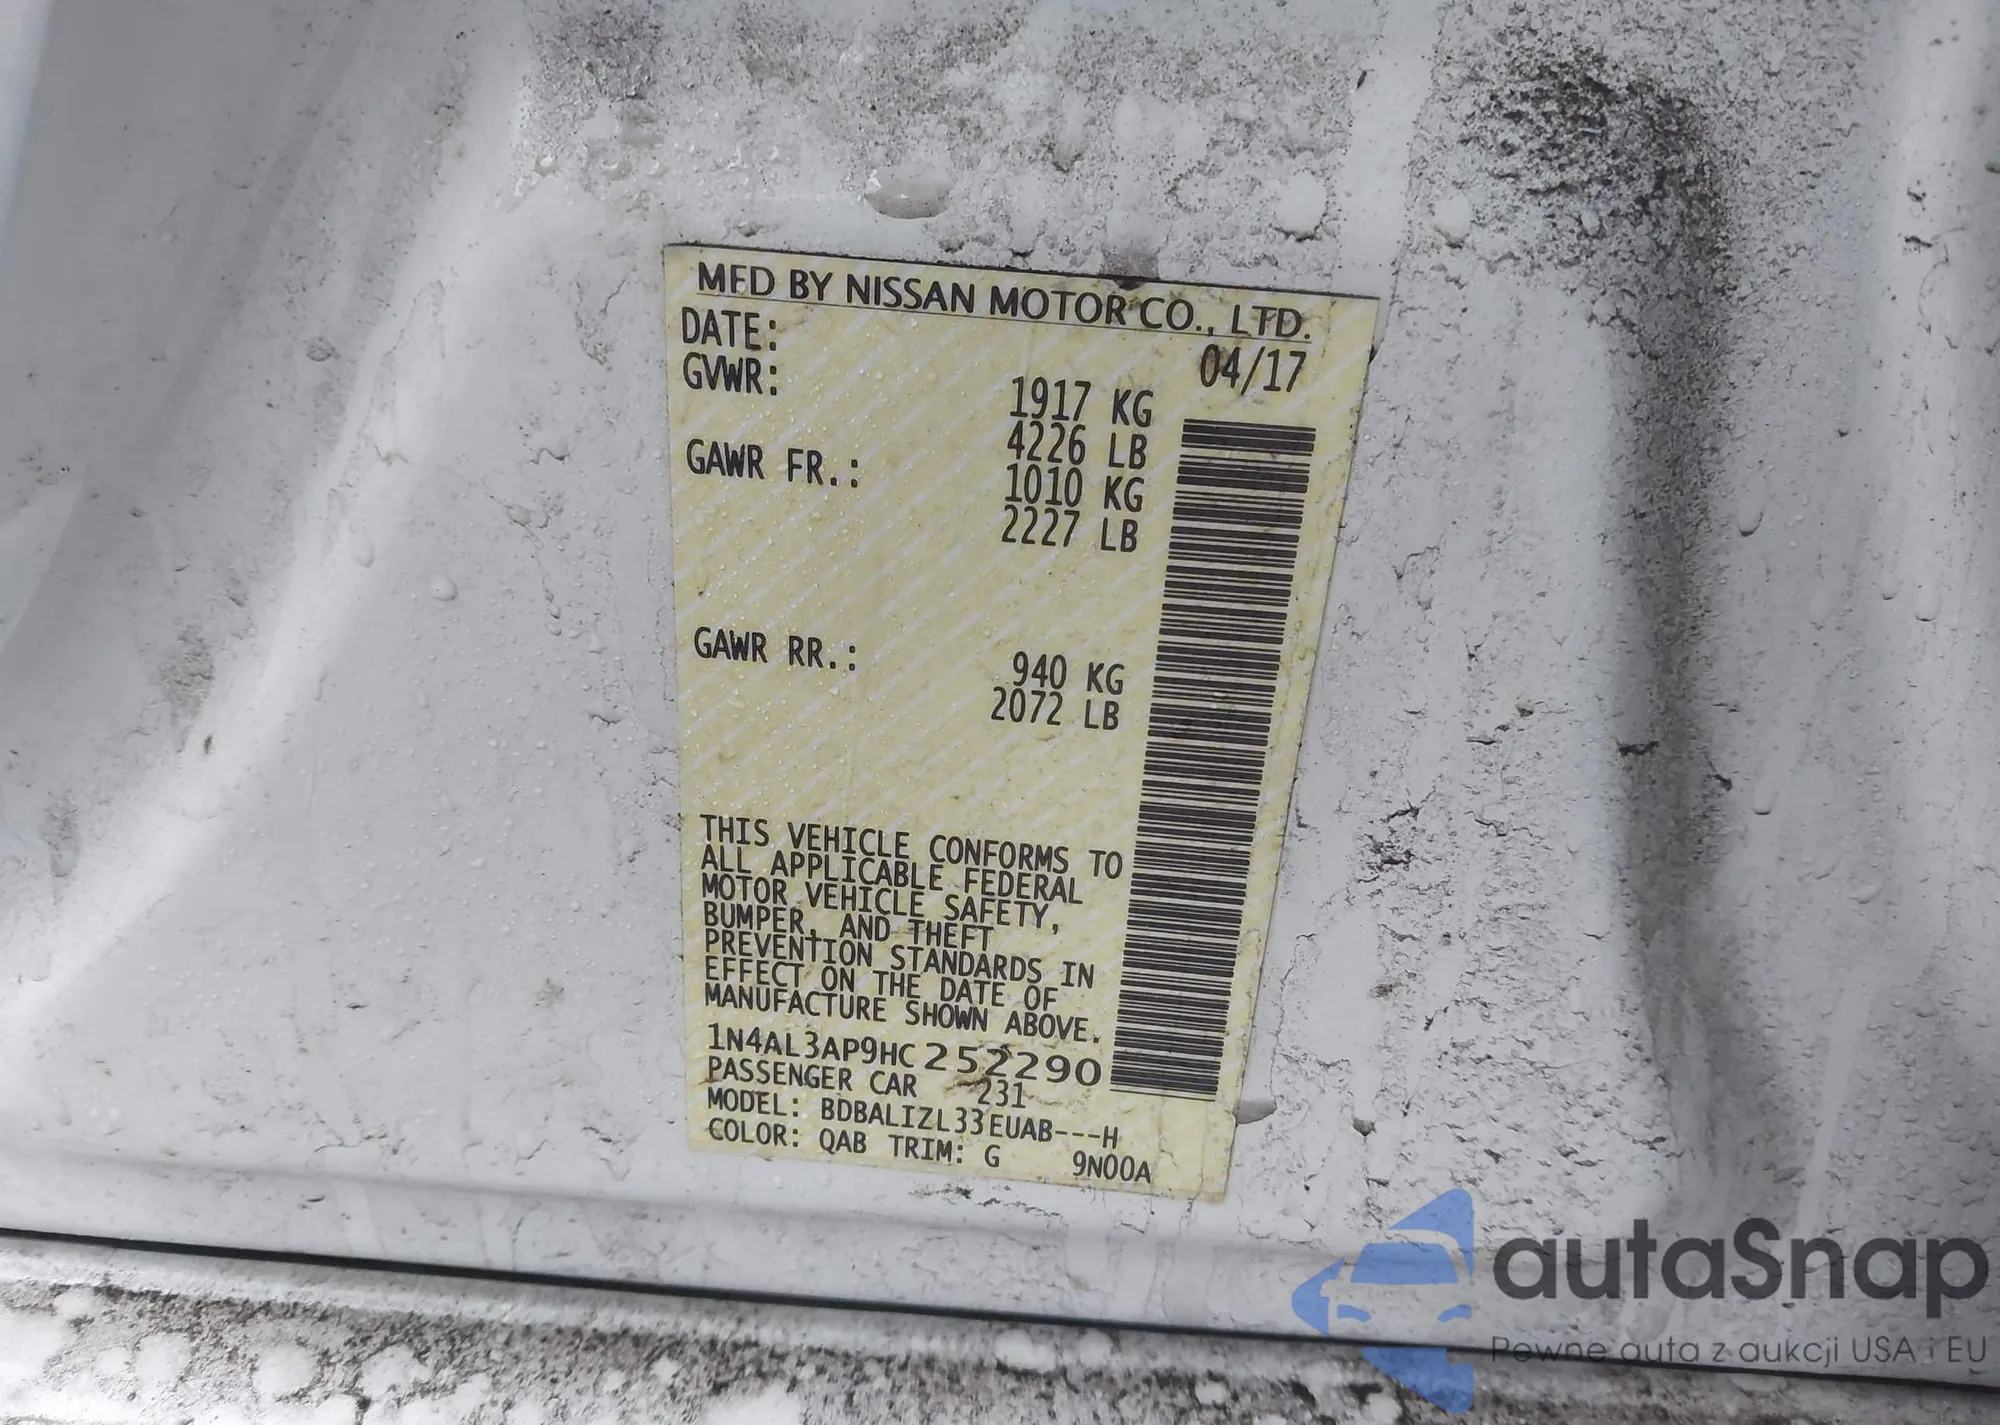 MFD BY NISSAN MOTOR CO., LTD.
DATE: 04/17
GVWR: 1917 KG
4226 LB
GAWR FR.: 1010 KG
2227 LB
GAWR RR.: 940 KG
2072 LB
THIS VEHICLE CONFORMS TO
ALL APPLICABLE FEDERAL
MOTOR VEHICLE SAFETY,
BUMPER, AND THEFT
PREVENTION STANDARDS IN
EFFECT ON THE DATE OF
MANUFACTURE SHOWN ABOVE.
1N4AL3AP9HC252290
PASSENGER CAR 231
MODEL: BDBALIZL33EUAB---H
COLOR: QAB TRIM: G 9N00A
autaSnap
Pewne auta z aukcji USA i EU